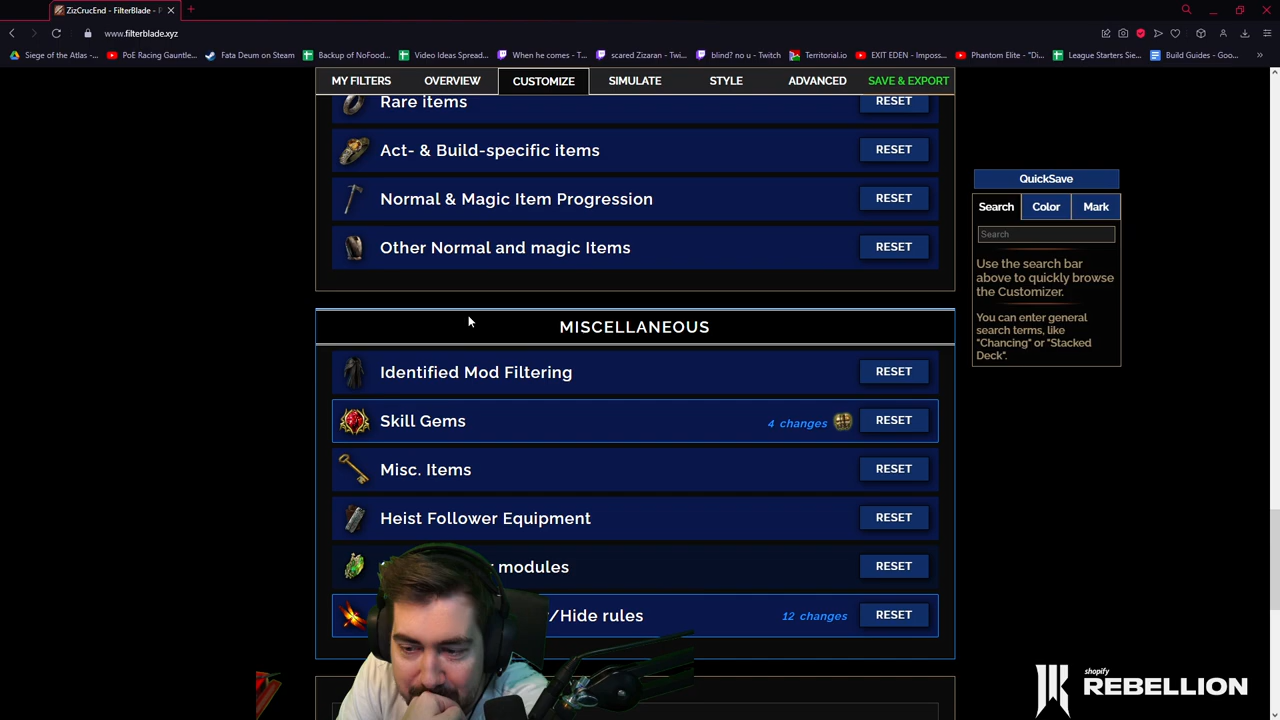 ZizCrucEnd - FilterBlade - P
www.filterblade.xyz
Siege of the Atlas -...
PoE Racing Gauntle...
Fata Deum on Steam
Backup of NoFood...
Video Ideas Spread...
When he comes - T...
scared Zizaran - Twi...
blind? no u - Twitch
Territorial.io
EXIT EDEN - Imposs...
Phantom Elite - "Di...
League Starters Sie...
Build Guides - Goo...
MY FILTERS
OVERVIEW
CUSTOMIZE
SIMULATE
STYLE
ADVANCED
SAVE & EXPORT
Rare items
RESET
Act- & Build-specific items
RESET
Normal & Magic Item Progression
RESET
Other Normal and magic Items
RESET
MISCELLANEOUS
Identified Mod Filtering
RESET
Skill Gems
4 changes
RESET
Misc. Items
RESET
Heist Follower Equipment
RESET
modules
RESET
/Hide rules
12 changes
RESET
QuickSave
Search
Color
Mark
Search
Use the search bar
above to quickly browse
the Customizer.
You can enter general
search terms, like
"Chancing" or "Stacked
Deck".
shopify
REBELLION